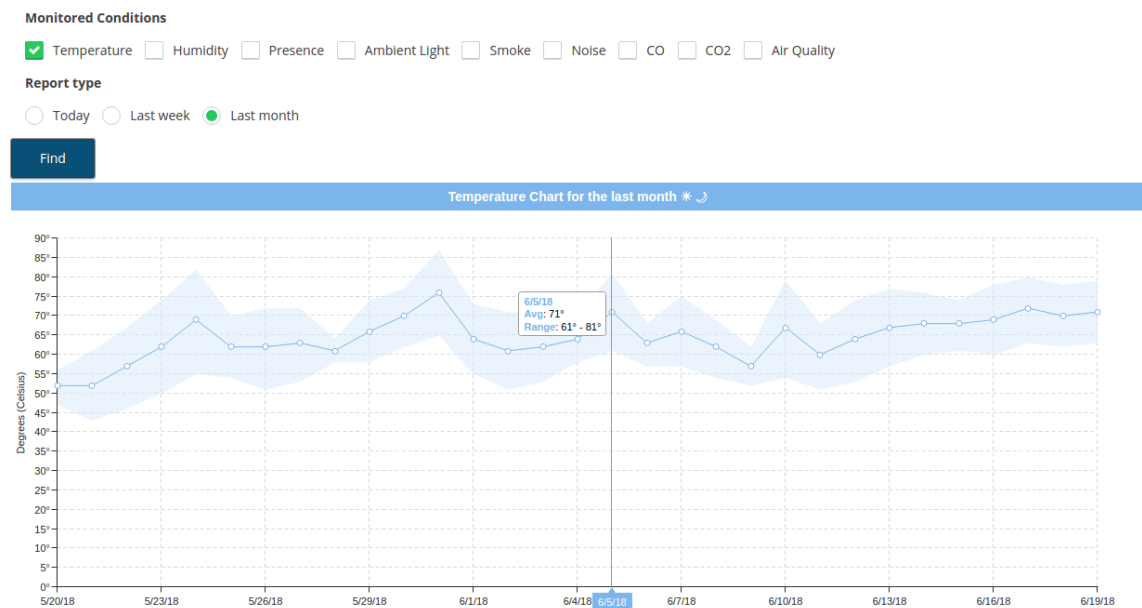 Monitored Conditions
Temperature Humidity Presence Ambient Light Smoke Noise CO CO2 Air Quality
Report type
Today Last week Last month
Find
Temperature Chart for the last month ☀ 🌙
90°
85°
80°
75°
70°
65°
60°
55°
50°
45°
40°
35°
30°
25°
20°
15°
10°
5°
0°
Degrees (Celsius)
6/5/18
Avg: 71°
Range: 61° - 81°
5/20/18 5/23/18 5/26/18 5/29/18 6/1/18 6/4/18 6/5/18 6/7/18 6/10/18 6/13/18 6/16/18 6/19/18